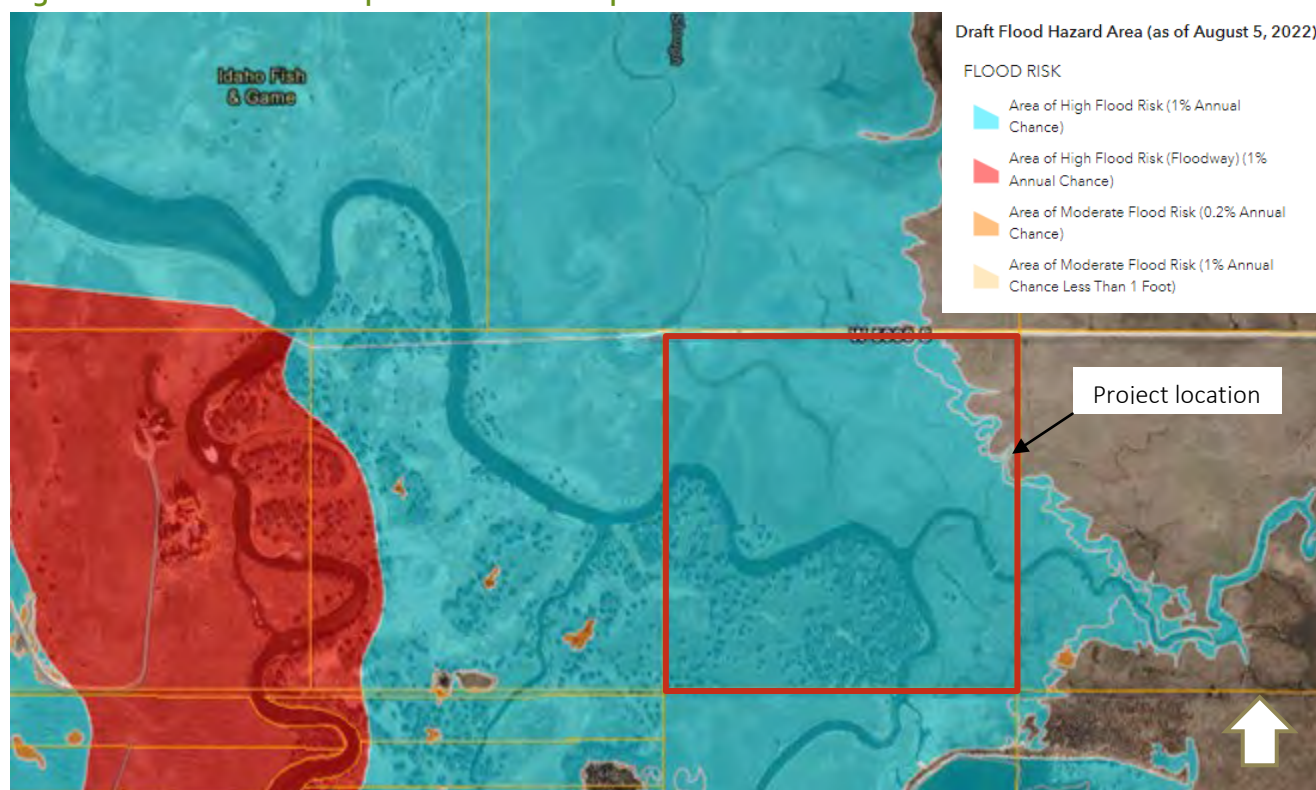 Idaho Fish
& Game
Slough
Draft Flood Hazard Area (as of August 5, 2022)
FLOOD RISK
Area of High Flood Risk (1% Annual
Chance)
Area of High Flood Risk (Floodway) (1%
Annual Chance)
Area of Moderate Flood Risk (0.2% Annual
Chance)
Area of Moderate Flood Risk (1% Annual
Chance Less Than 1 Foot)
Project location